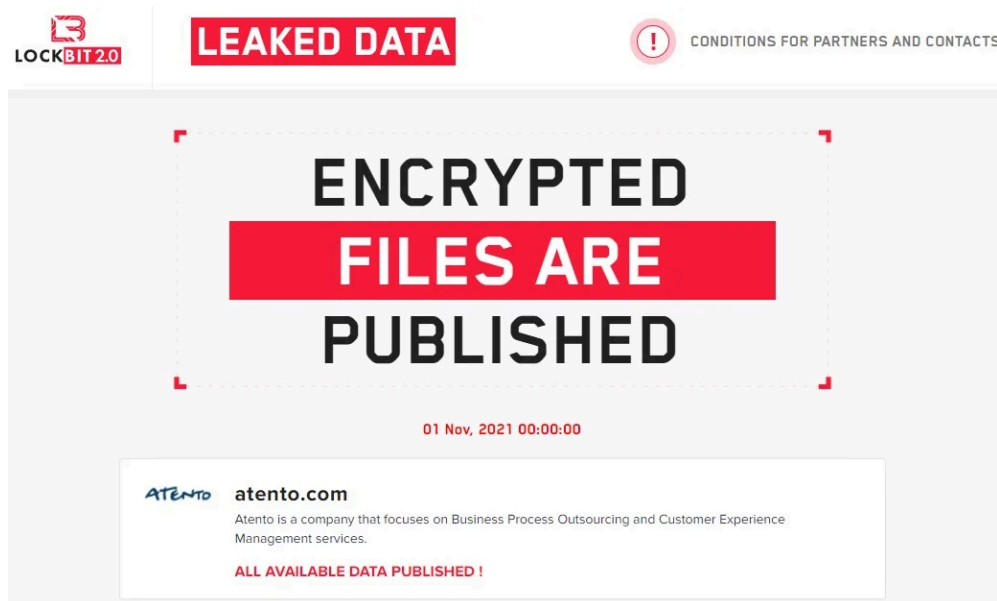 LOCKBIT 2.0
LEAKED DATA
!
CONDITIONS FOR PARTNERS AND CONTACTS
ENCRYPTED
FILES ARE
PUBLISHED
01 Nov, 2021 00:00:00
ATENTO
atento.com
Atento is a company that focuses on Business Process Outsourcing and Customer Experience
Management services.
ALL AVAILABLE DATA PUBLISHED !